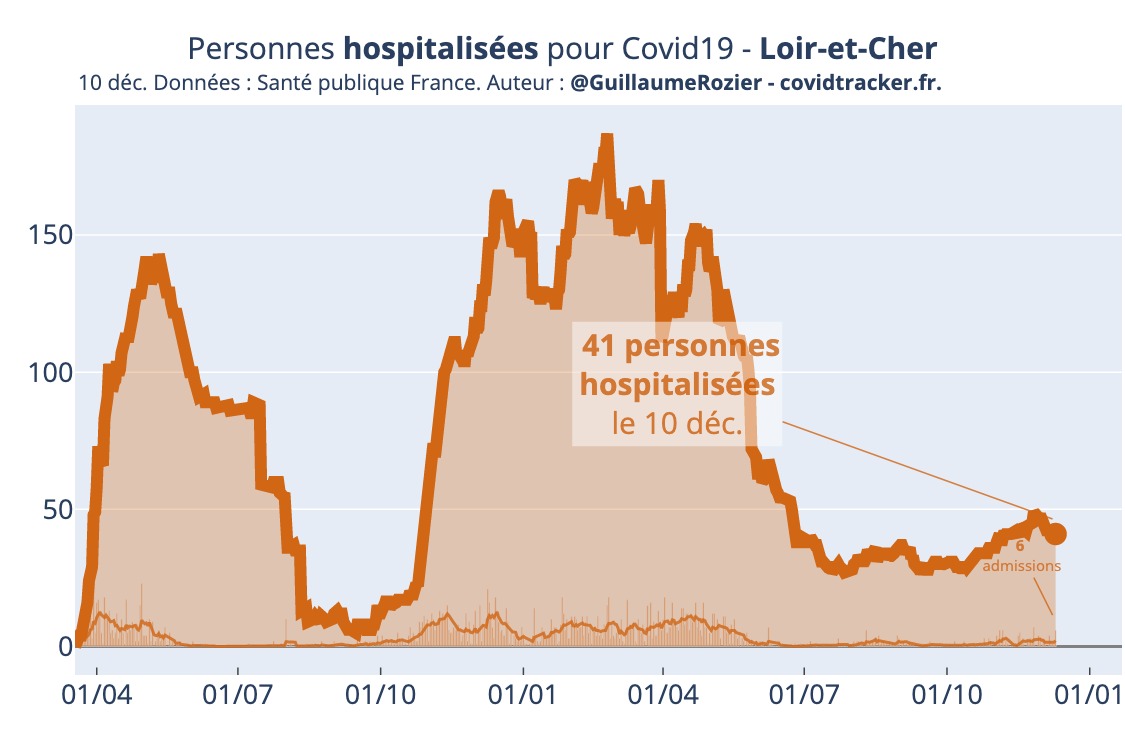 Personnes hospitalisées pour Covid19 - Loir-et-Cher
10 déc. Données : Santé publique France. Auteur : @GuillaumeRozier - covidtracker.fr.
150
100
50
0
41 personnes
hospitalisées
le 10 déc.
6
admissions
01/04 01/07 01/10 01/01 01/04 01/07 01/10 01/01